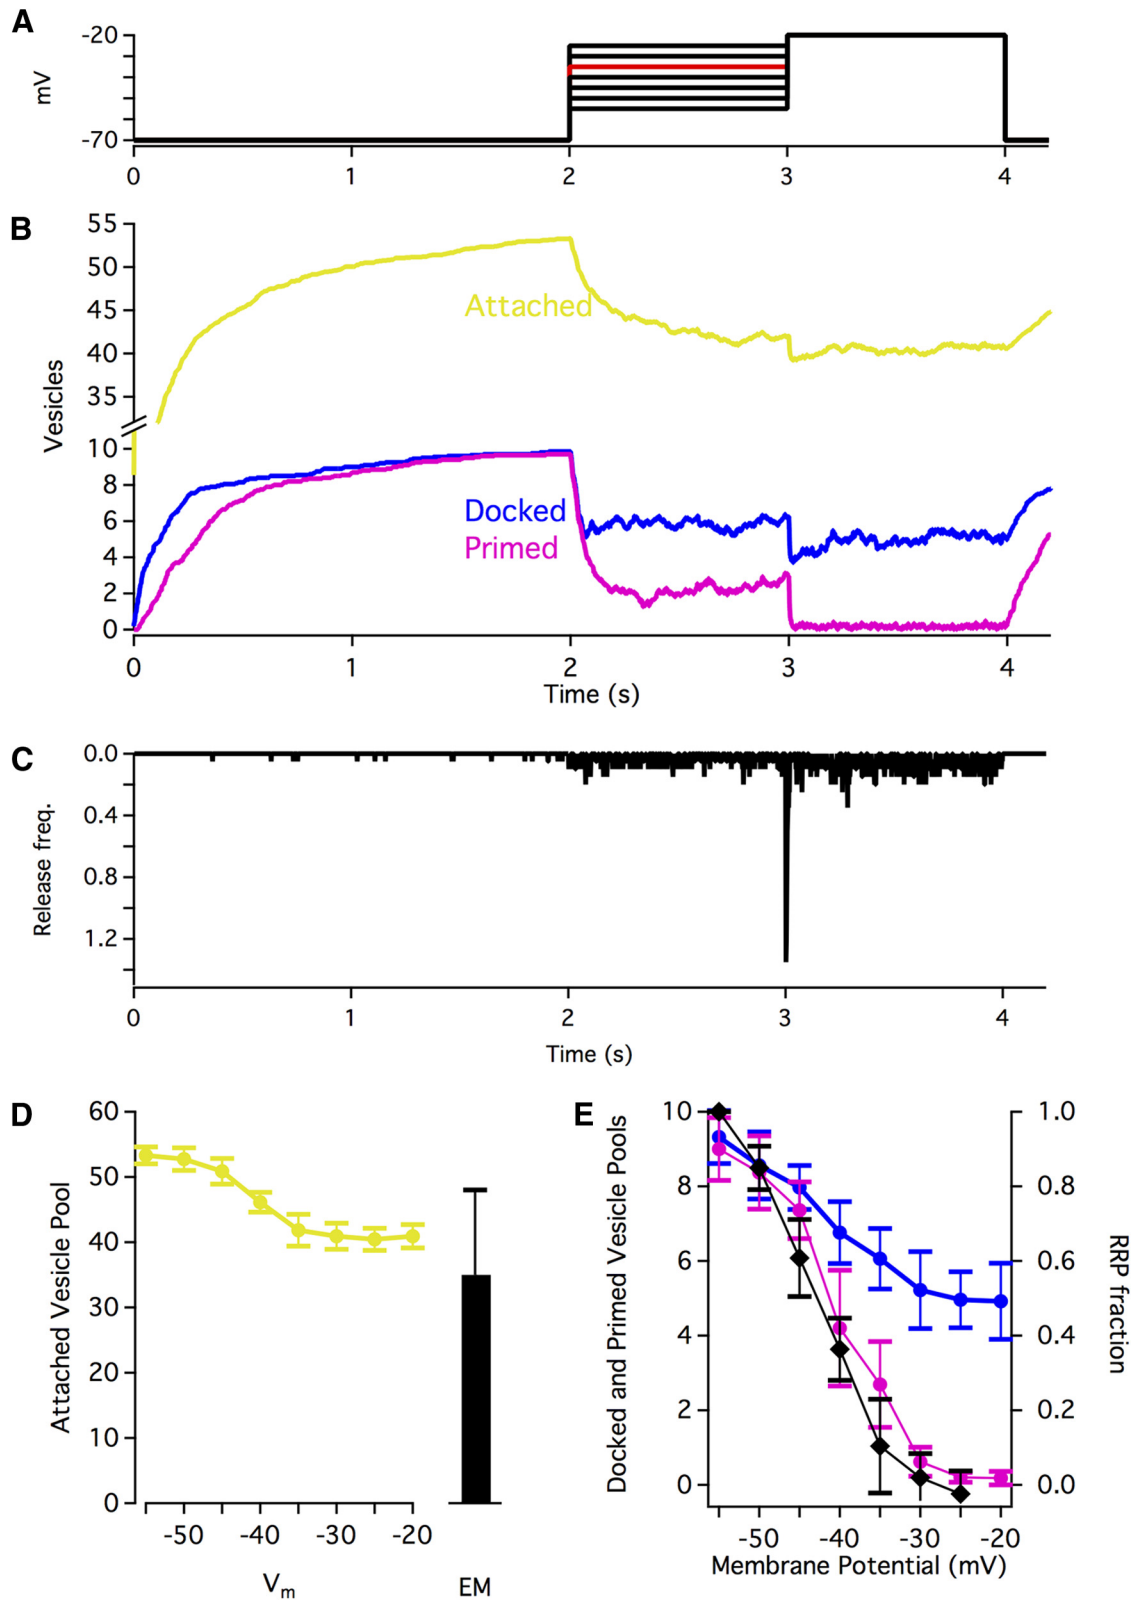 A
-20
mV
-70
0 1 2 3 4
B
55
50
45
40
35
10
8
6
4
2
0
Vesicles
Attached
Docked
Primed
0 1 2 3 4
Time (s)
C
0.0
0.4
0.8
1.2
Release freq.
0 1 2 3 4
Time (s)
D
60
50
40
30
20
10
0
Attached Vesicle Pool
-50 -40 -30 -20
Vm
EM
E
10
8
6
4
2
0
Docked and Primed Vesicle Pools
1.0
0.8
0.6
0.4
0.2
0.0
RRP fraction
-50 -40 -30 -20
Membrane Potential (mV)